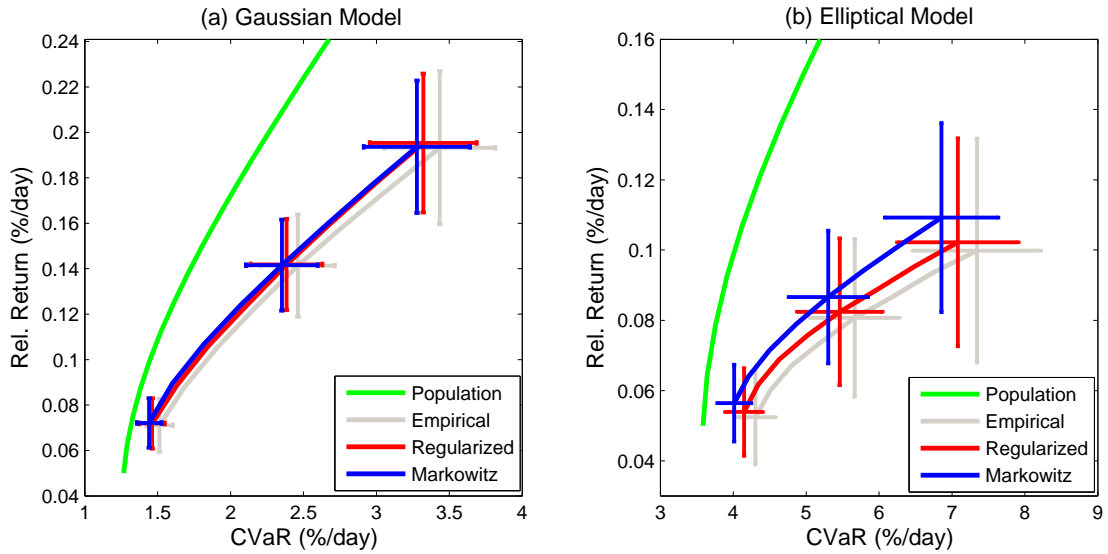 (a) Gaussian Model
Rel. Return (%/day)
0.24
0.22
0.2
0.18
0.16
0.14
0.12
0.1
0.08
0.06
0.04
1
1.5
2
2.5
3
3.5
4
CVaR (%/day)
Population
Empirical
Regularized
Markowitz
(b) Elliptical Model
Rel. Return (%/day)
0.16
0.14
0.12
0.1
0.08
0.06
0.04
3
4
5
6
7
8
9
CVaR (%/day)
Population
Empirical
Regularized
Markowitz